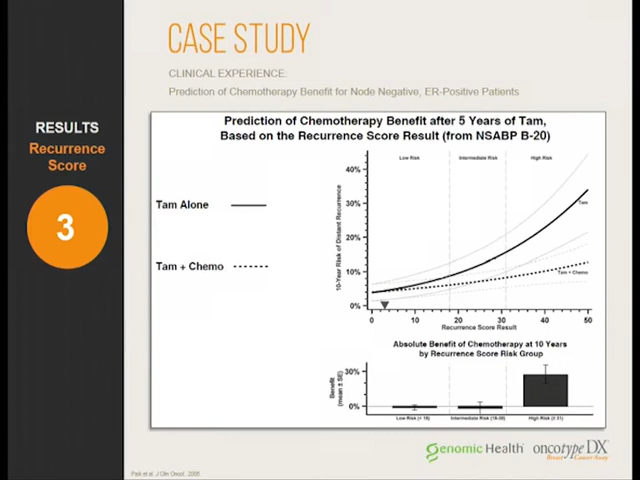 CASE STUDY
CLINICAL EXPERIENCE:
Prediction of Chemotherapy Benefit for Node Negative, ER-Positive Patients
RESULTS
Recurrence
Score
3
Prediction of Chemotherapy Benefit after 5 Years of Tam,
Based on the Recurrence Score Result (from NSABP B-20)
Tam Alone
Tam + Chemo
10-Year Risk of Distant Recurrence
40%
30%
20%
10%
0%
Low Risk
Intermediate Risk
High Risk
Tam
Tam + Chemo
0 10 20 30 40 50
Recurrence Score Result
Absolute Benefit of Chemotherapy at 10 Years
by Recurrence Score Risk Group
Benefit
(mean ± SE)
30%
0%
Low Risk (< 18)
Intermediate Risk (18-30)
High Risk (≥ 31)
Genomic Health
oncotype DX
Breast Cancer Assay
Paik et al. J Clin Oncol. 2006.